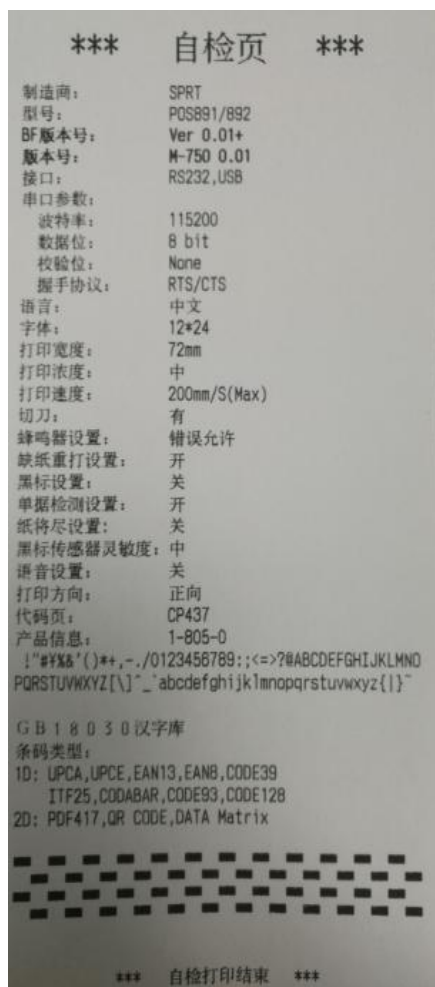 *** 自检页 ***
制造商: SPRT
型号: POS891/892
BF版本号: Ver 0.01+
版本号: M-750 0.01
接口: RS232,USB
串口参数:
波特率: 115200
数据位: 8 bit
校验位: None
握手协议: RTS/CTS
语言: 中文
字体: 12*24
打印宽度: 72mm
打印浓度: 中
打印速度: 200mm/S(Max)
切刀: 有
蜂鸣器设置: 错误允许
缺纸重打设置: 开
黑标设置: 关
单据检测设置: 开
纸将尽设置: 关
黑标传感器灵敏度: 中
语音设置: 关
打印方向: 正向
代码页: CP437
产品信息: 1-805-0
!"#¥%&'()*+,-./0123456789:;<=>?@ABCDEFGHIJKLMNO
PQRSTUVWXYZ[\]^_`abcdefghijklmnopqrstuvwxyz{|}~
GB18030汉字库
条码类型:
1D: UPCA,UPCE,EAN13,EAN8,CODE39
ITF25,CODABAR,CODE93,CODE128
2D: PDF417,QR CODE,DATA Matrix
*** 自检打印结束 ***